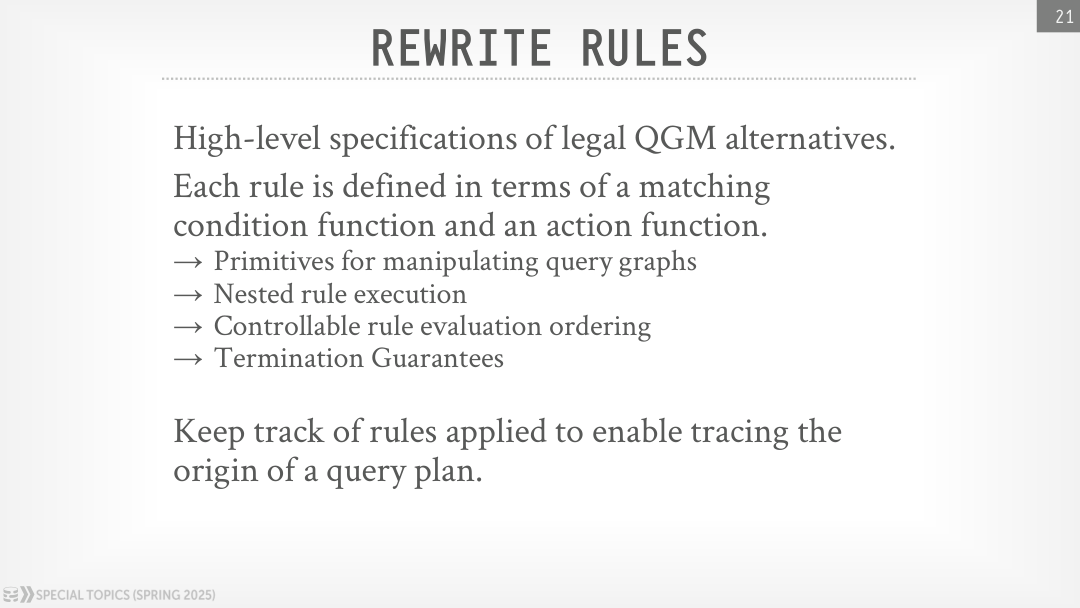 21
REWRITE RULES
High-level specifications of legal QGM alternatives.
Each rule is defined in terms of a matching
condition function and an action function.
→ Primitives for manipulating query graphs
→ Nested rule execution
→ Controllable rule evaluation ordering
→ Termination Guarantees
Keep track of rules applied to enable tracing the
origin of a query plan.
SPECIAL TOPICS (SPRING 2025)